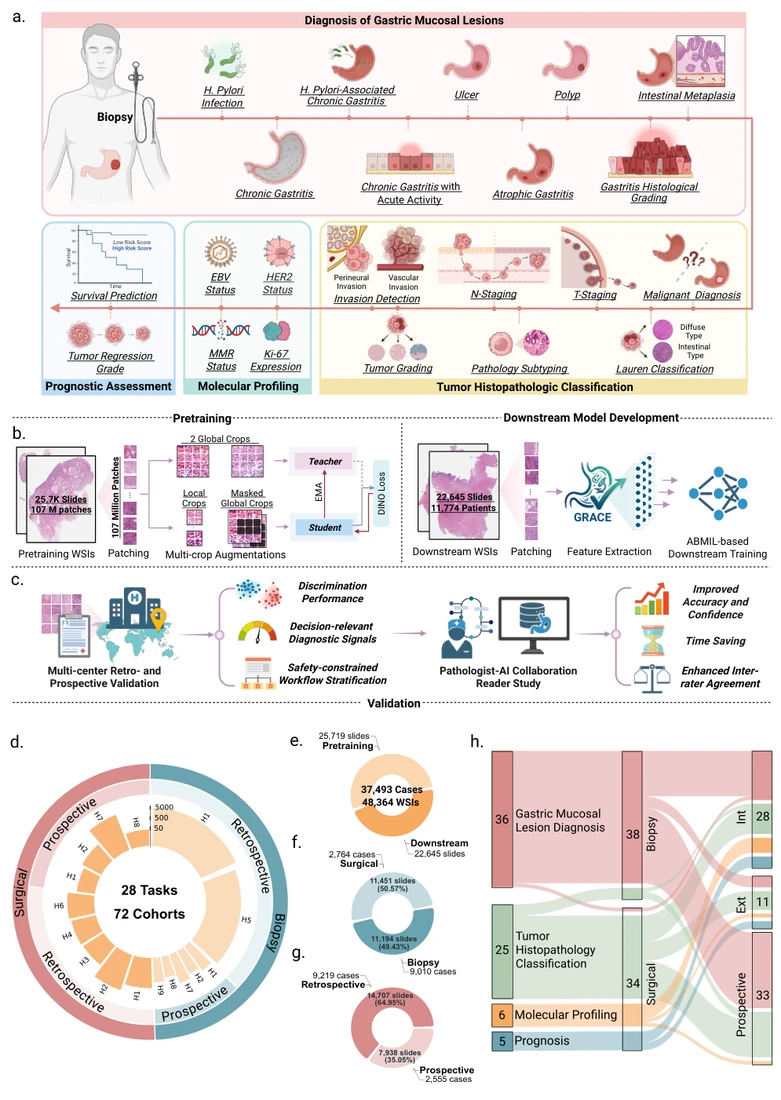 a.
Diagnosis of Gastric Mucosal Lesions
Biopsy
H. Pylori
Infection
H. Pylori-Associated
Chronic Gastritis
Ulcer
Polyp
Intestinal Metaplasia
Chronic Gastritis
Chronic Gastritis with
Acute Activity
Atrophic Gastritis
Gastritis Histological
Grading
Survival
100
50
0
Low Risk Score
High Risk Score
Time
Survival Prediction
Tumor Regression
Grade
Prognostic Assessment
EBV
Status
HER2
Status
MMR
Status
Ki-67
Expression
Molecular Profiling
Perineural
Invasion
Vascular
Invasion
Invasion Detection
N-Staging
T-Staging
???
Malignant Diagnosis
Tumor Grading
Pathology Subtyping
Diffuse
Type
Intestinal
Type
Lauren Classification
Tumor Histopathologic Classification
b.
Pretraining
25.7K Slides
107 M patches
Pretraining WSIs
107 Million Patches
Patching
2 Global Crops
Local
Crops
Masked
Global Crops
Multi-crop Augmentations
Teacher
EMA
Student
DINO Loss
Downstream Model Development
22,645 Slides
11,774 Patients
Downstream WSIs
Patching
GRACE
Feature Extraction
ABMIL-based
Downstream Training
c.
H
Multi-center Retro- and
Prospective Validation
Discrimination
Performance
Decision-relevant
Diagnostic Signals
Safety-constrained
Workflow Stratification
Pathologist-AI Collaboration
Reader Study
Improved
Accuracy and
Confidence
Time Saving
Enhanced Inter-
rater Agreement
Validation
d.
Surgical
Biopsy
Prospective
Retrospective
Retrospective
Prospective
5000
500
50
H1
H5
H1
H2
H7
H8
H9
H1
H2
H3
H4
H6
H1
H2
H7
H8
28 Tasks
72 Cohorts
e.
25,719 slides
Pretraining
37,493 Cases
48,364 WSIs
Downstream
22,645 slides
f.
2,764 cases
Surgical
11,451 slides
(50.57%)
11,194 slides
(49.43%)
Biopsy
9,010 cases
g.
9,219 cases
Retrospective
14,707 slides
(64.95%)
7,938 slides
(35.05%)
Prospective
2,555 cases
h.
36
Gastric Mucosal
Lesion Diagnosis
25
Tumor
Histopathology
Classification
6
Molecular Profiling
5
Prognosis
38
Biopsy
34
Surgical
Int
28
Ext
11
Prospective
33